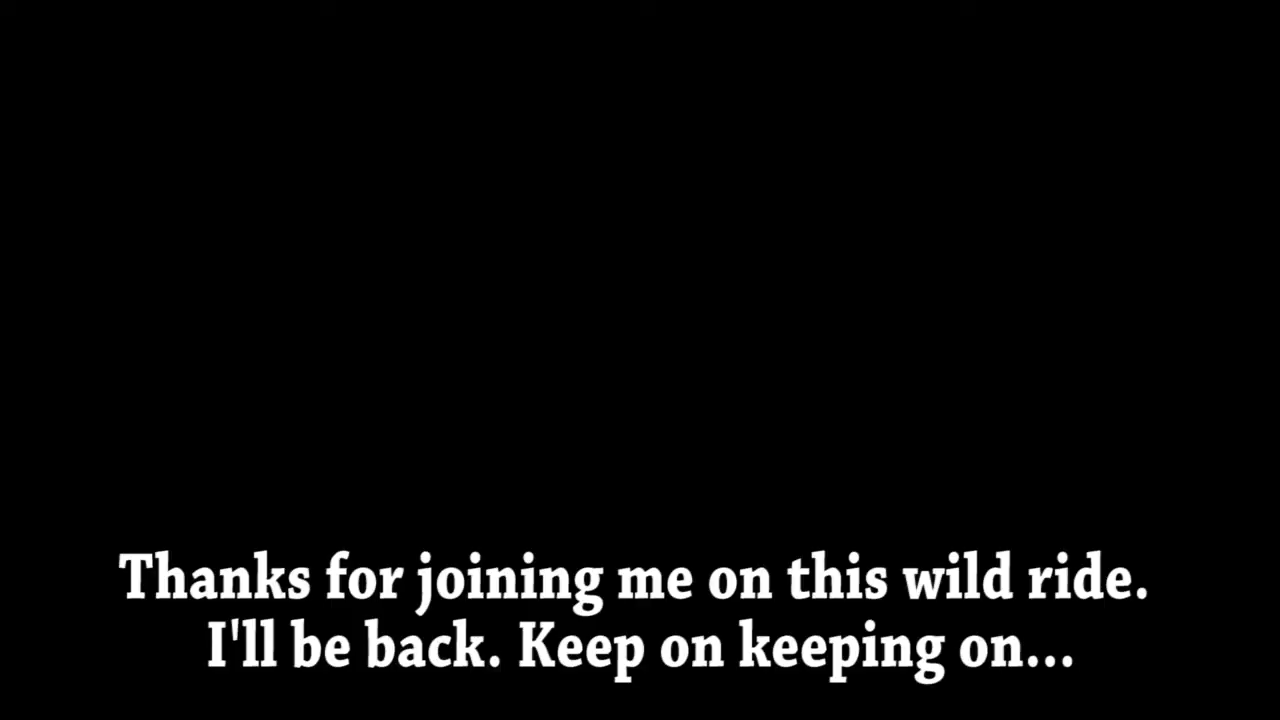 Thanks for joining me on this wild ride.
I'll be back. Keep on keeping on...